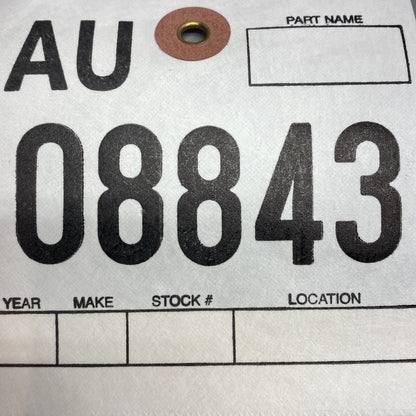 AU PART NAME
08843
YEAR MAKE STOCK # LOCATION